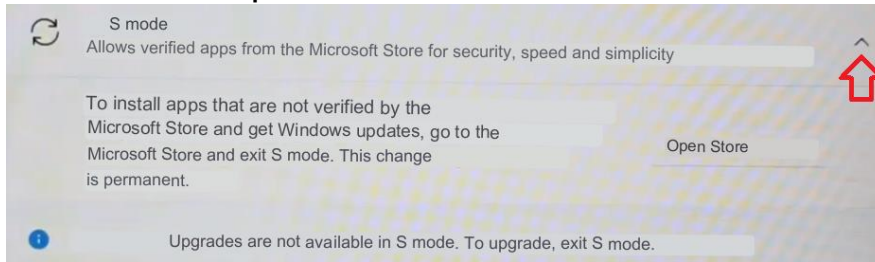 S mode
Allows verified apps from the Microsoft Store for security, speed and simplicity
To install apps that are not verified by the
Microsoft Store and get Windows updates, go to the
Microsoft Store and exit S mode. This change
is permanent.
Open Store
Upgrades are not available in S mode. To upgrade, exit S mode.